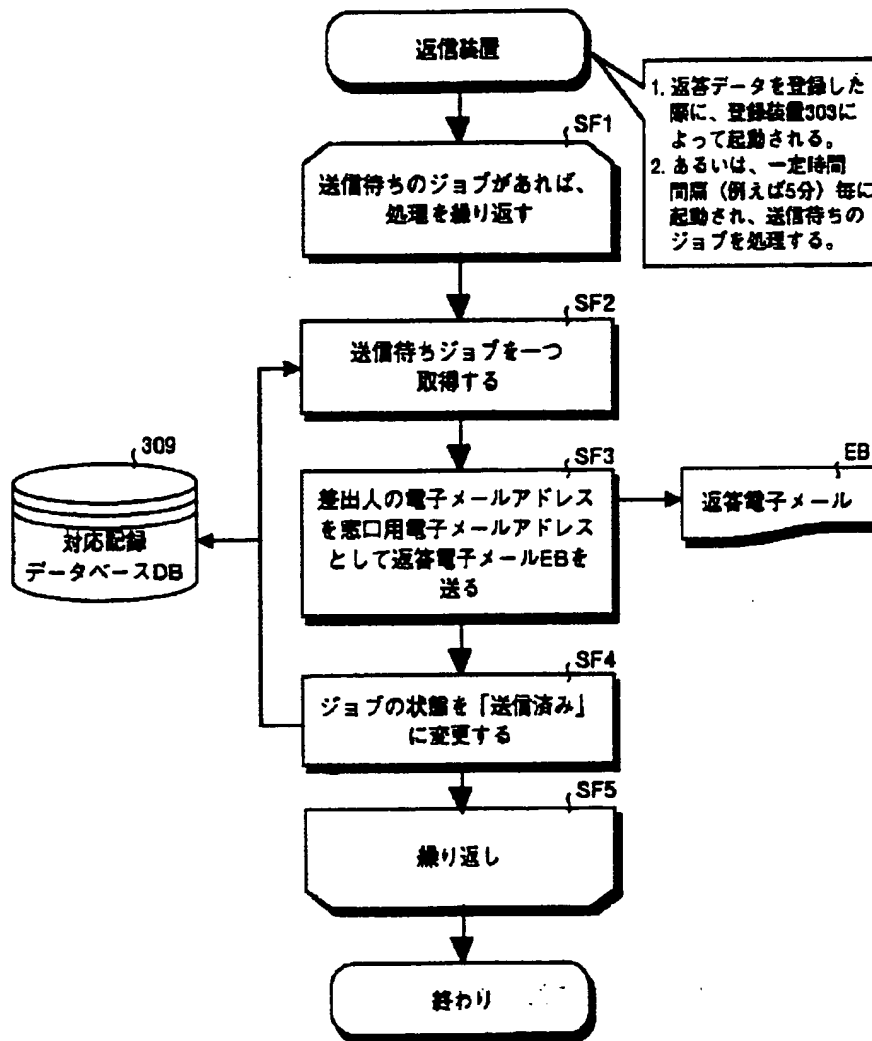 返信装置
1. 返答データを登録した
際に、登録装置303に
よって起動される。
2. あるいは、一定時間
間隔（例えば5分）毎に
起動され、送信待ちの
ジョブを処理する。
SF1
送信待ちのジョブがあれば、
処理を繰り返す
SF2
送信待ちジョブを一つ
取得する
309
対応記録
データベースDB
SF3
差出人の電子メールアドレス
を窓口用電子メールアドレス
として返答電子メールEBを
送る
EB
返答電子メール
SF4
ジョブの状態を「送信済み」
に変更する
SF5
繰り返し
終わり